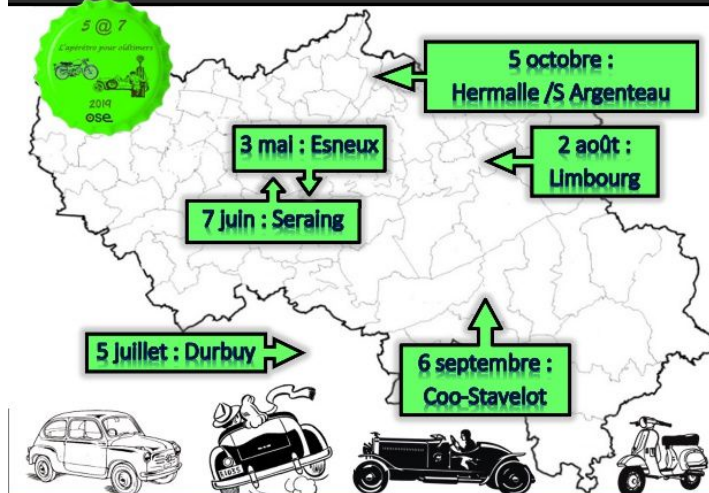 5 @ 7
L'apérétro pour oldtimers
2019
ose
5 octobre :
Hermalle /S Argenteau
3 mai : Esneux
2 août :
Limbourg
7 juin : Seraing
5 juillet : Durbuy
6 septembre :
Coo-Stavelot